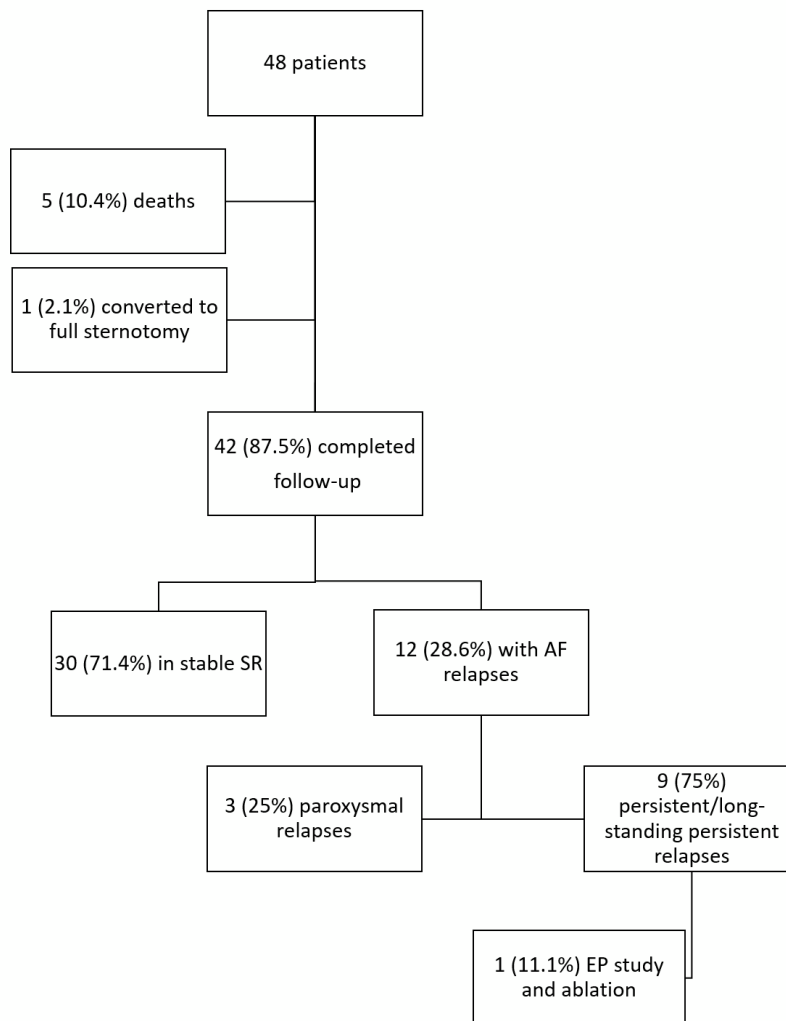 48 patients
5 (10.4%) deaths
1 (2.1%) converted to
full sternotomy
42 (87.5%) completed
follow-up
30 (71.4%) in stable SR
12 (28.6%) with AF
relapses
3 (25%) paroxysmal
relapses
9 (75%)
persistent/long-
standing persistent
relapses
1 (11.1%) EP study
and ablation